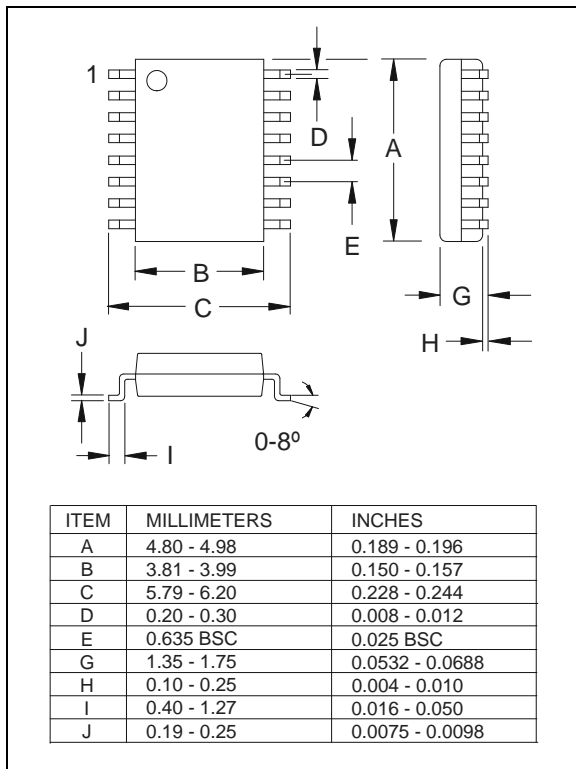 1
D
A
E
B
C
G
H
J
I
0-8º
ITEM MILLIMETERS INCHES
A 4.80 - 4.98 0.189 - 0.196
B 3.81 - 3.99 0.150 - 0.157
C 5.79 - 6.20 0.228 - 0.244
D 0.20 - 0.30 0.008 - 0.012
E 0.635 BSC 0.025 BSC
G 1.35 - 1.75 0.0532 - 0.0688
H 0.10 - 0.25 0.004 - 0.010
I 0.40 - 1.27 0.016 - 0.050
J 0.19 - 0.25 0.0075 - 0.0098